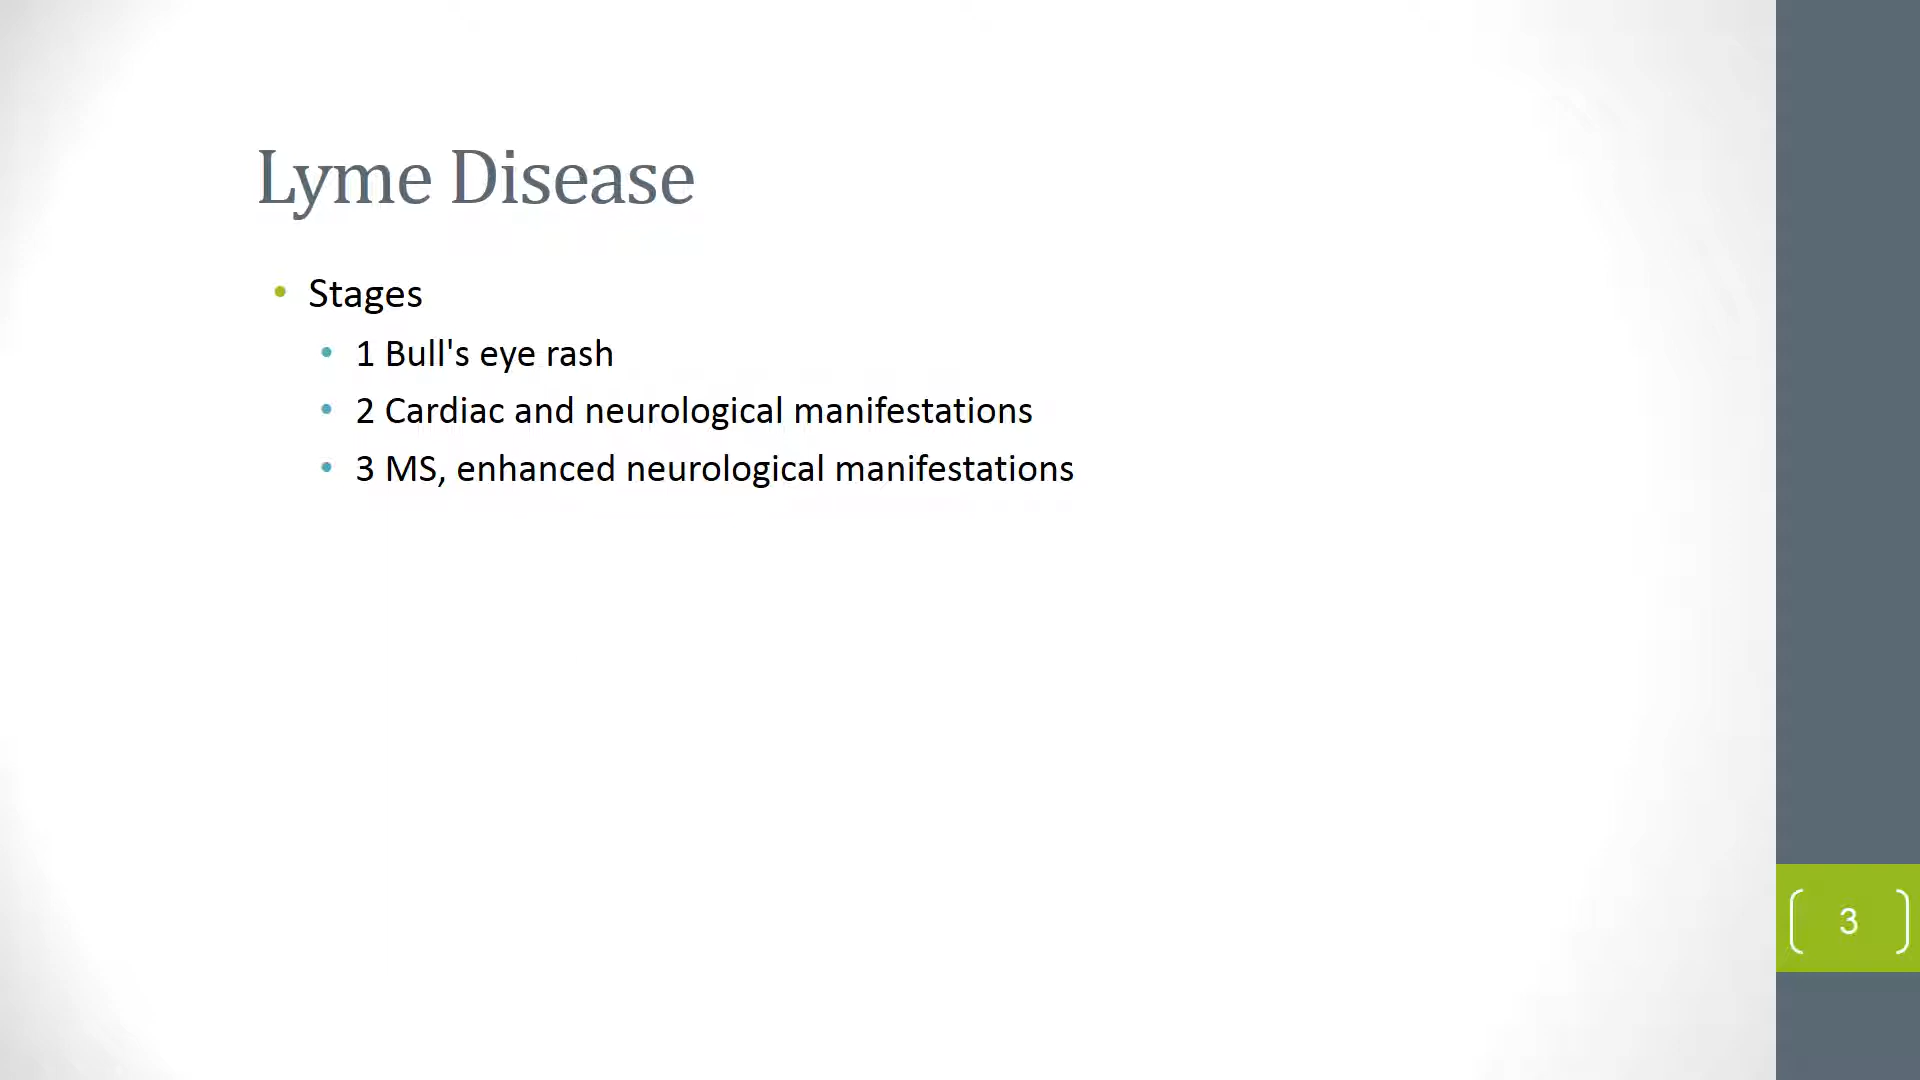 Lyme Disease
Stages
1 Bull's eye rash
2 Cardiac and neurological manifestations
3 MS, enhanced neurological manifestations
3